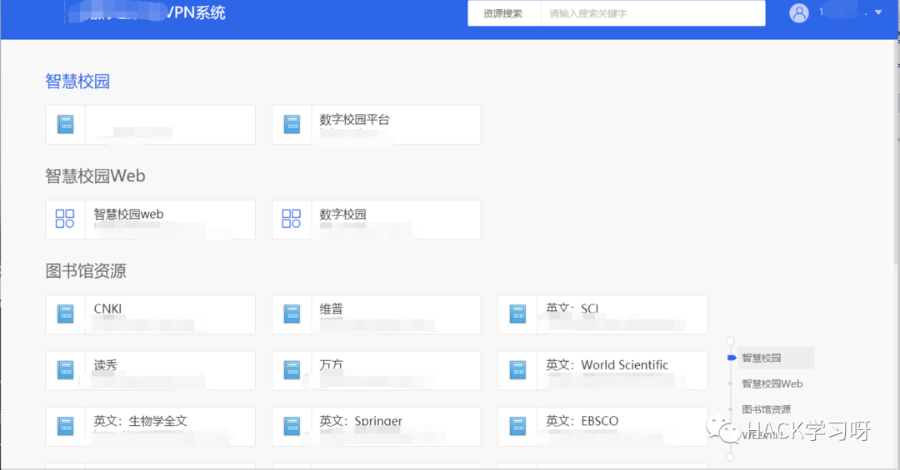 VPN系统
资源搜索 请输入搜索关键字
1
智慧校园
数字校园平台
智慧校园Web
智慧校园web
数字校园
图书馆资源
CNKI
维普
英文：SCI
读秀
万方
英文：World Scientific
英文：生物学全文
英文：Springer
英文：EBSCO
智慧校园
智慧校园Web
图书馆资源
HACK学习呀